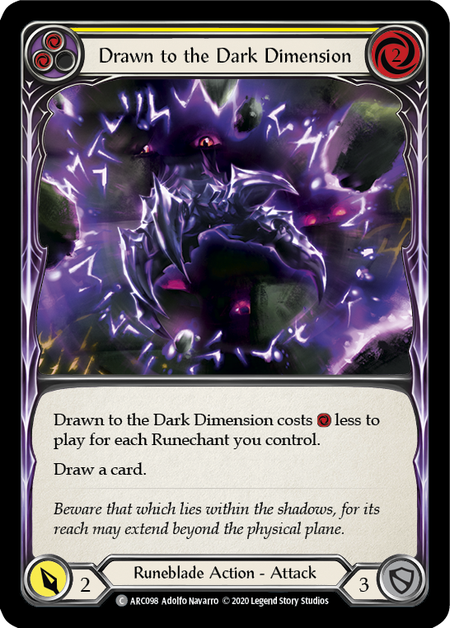 Drawn to the Dark Dimension
2
Drawn to the Dark Dimension costs less to
play for each Runechant you control.
Draw a card.
Beware that which lies within the shadows, for its
reach may extend beyond the physical plane.
2
Runeblade Action - Attack
3
C ARC098 Adolfo Navarro © 2020 Legend Story Studios